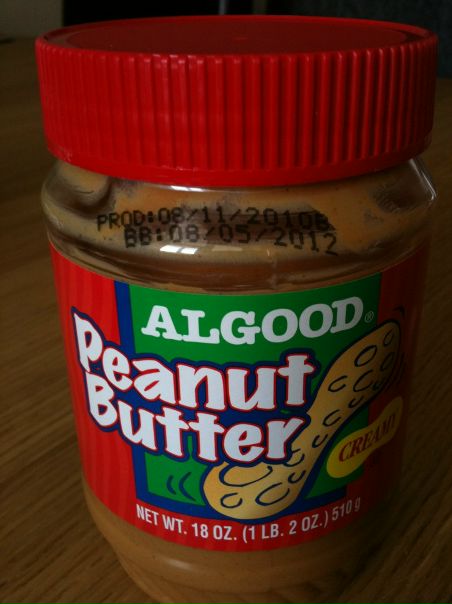 PROD:08/11/2010B
BB:08/05/2012
ALGOOD®
Peanut
Butter
CREAMY
NET WT. 18 OZ. (1 LB. 2 OZ.) 510 g